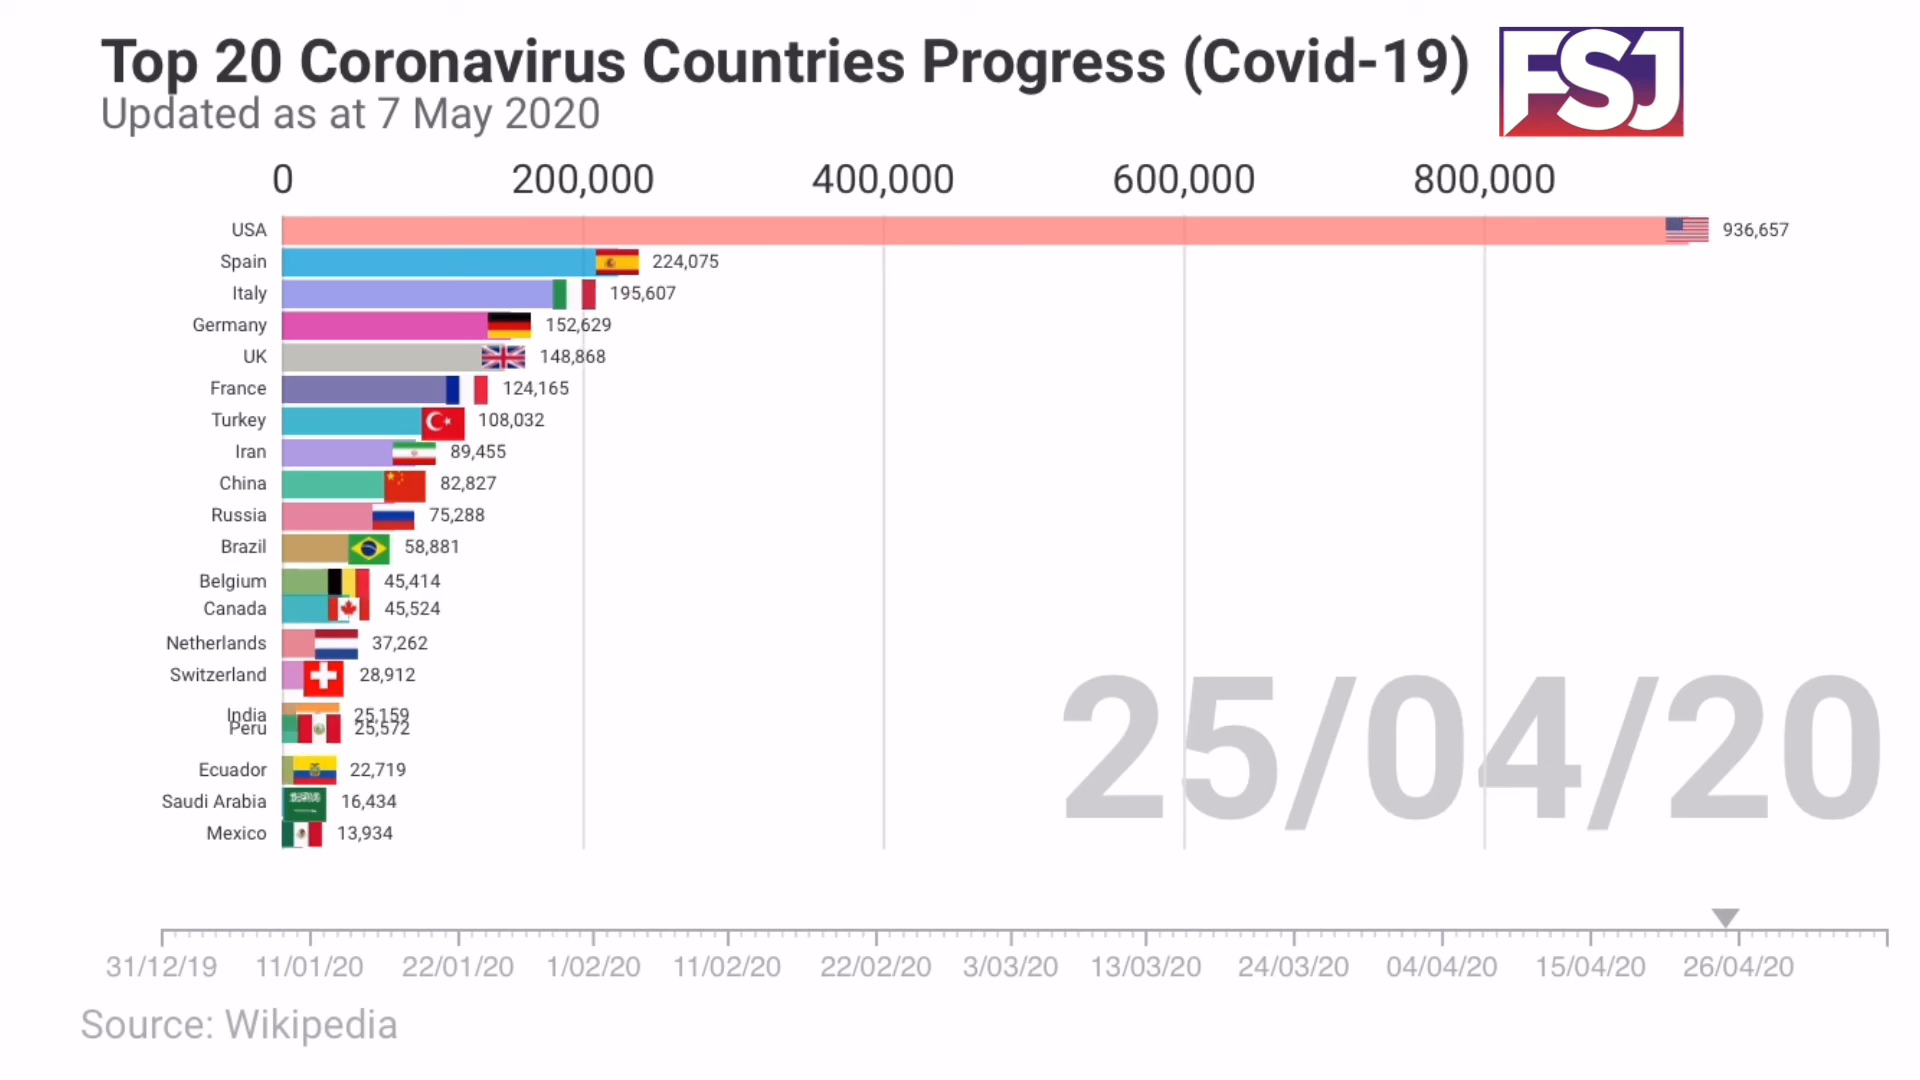 Top 20 Coronavirus Countries Progress (Covid-19)
FSJ
Updated as at 7 May 2020
0 200,000 400,000 600,000 800,000
USA 936,657
Spain 224,075
Italy 195,607
Germany 152,629
UK 148,868
France 124,165
Turkey 108,032
Iran 89,455
China 82,827
Russia 75,288
Brazil 58,881
Belgium 45,414
Canada 45,524
Netherlands 37,262
Switzerland 28,912
India 25,159
Peru 25,572
Ecuador 22,719
Saudi Arabia 16,434
Mexico 13,934
25/04/20
31/12/19 11/01/20 22/01/20 1/02/20 11/02/20 22/02/20 3/03/20 13/03/20 24/03/20 04/04/20 15/04/20 26/04/20
Source: Wikipedia